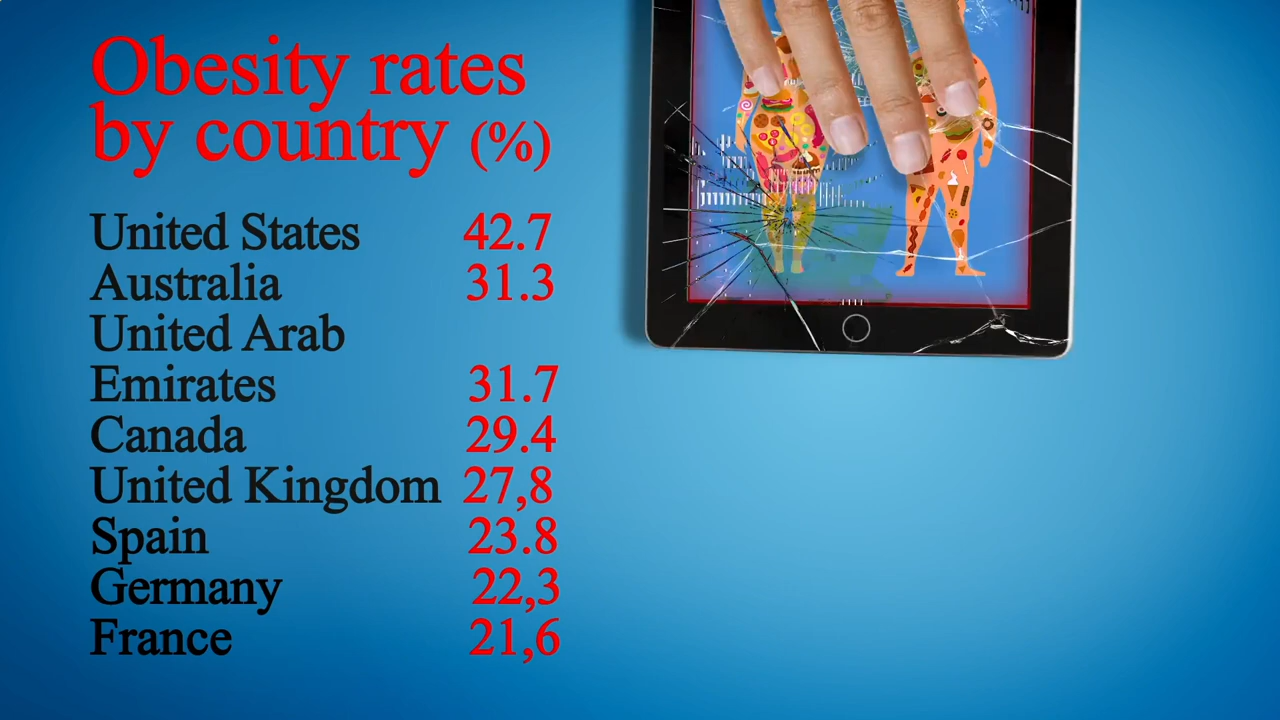 Obesity rates
by country (%)
United States 42.7
Australia 31.3
United Arab
Emirates 31.7
Canada 29.4
United Kingdom 27,8
Spain 23.8
Germany 22,3
France 21,6